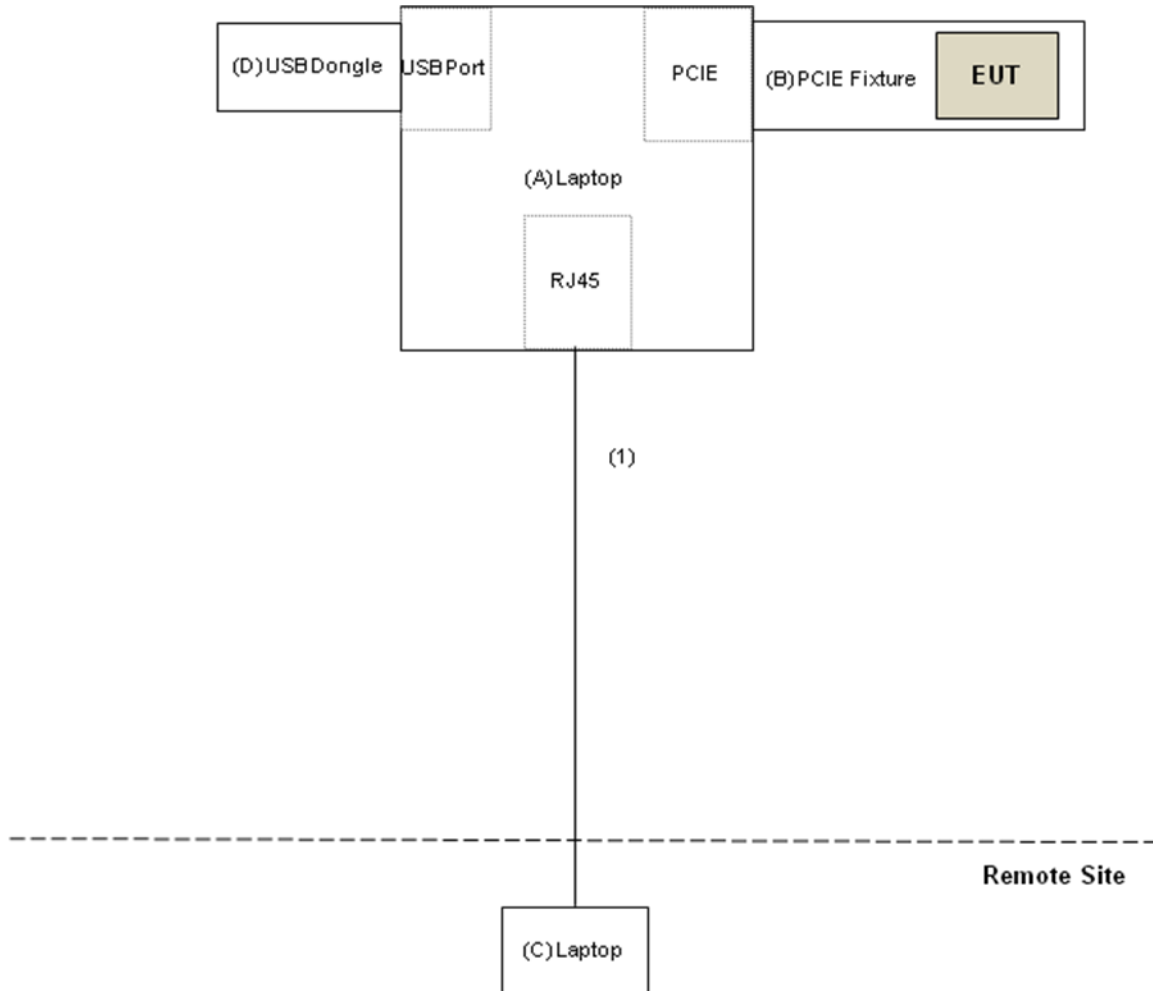 (D)USB Dongle
USB Port
PCIE
(B)PCIE Fixture
EUT
(A)Laptop
RJ45
(1)
Remote Site
(C)Laptop